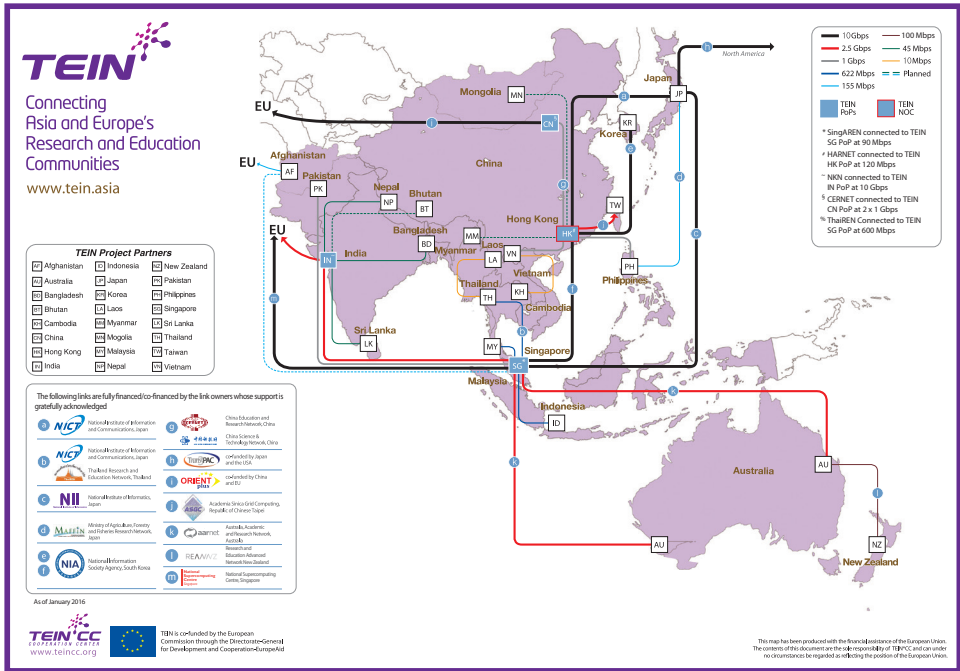 TEIN
Connecting
Asia and Europe's
Research and Education
Communities
www.tein.asia
EU
EU
EU
North America
Mongolia
China
Japan
Korea
Afghanistan
Pakistan
Nepal
Bhutan
Bangladesh
Myanmar
Laos
Hong Kong
India
Vietnam
Thailand
Cambodia
Philippines
Sri Lanka
Singapore
Malaysia
Indonesia
Australia
New Zealand
MN
CN§
JP
KR
AF
PK
NP
BT
TW
HK
MM
BD
LA
VN
IN
PH
TH
KH
LK
MY
SG*
ID
AU
AU
NZ
h
a
i
e
g
d
j
c
m
f
b
k
k
l
10Gbps
2.5 Gbps
1 Gbps
622 Mbps
155 Mbps
100 Mbps
45 Mbps
10Mbps
Planned
TEIN
PoPs
TEIN
NOC
* SingAREN connected to TEIN
SG PoP at 90 Mbps
HARNET connected to TEIN
HK PoP at 120 Mbps
NKN connected to TEIN
IN PoP at 10 Gbps
§ CERNET connected to TEIN
CN PoP at 2 x 1 Gbps
% ThaiREN Connected to TEIN
SG PoP at 600 Mbps
TEIN Project Partners
AF Afghanistan
AU Australia
BD Bangladesh
BT Bhutan
KH Cambodia
CN China
HK Hong Kong
IN India
ID Indonesia
JP Japan
KR Korea
LA Laos
MM Myanmar
MN Mogolia
MY Malaysia
NP Nepal
NZ New Zealand
PK Pakistan
PH Philippines
SG Singapore
LK Sri Lanka
TH Thailand
TW Taiwan
VN Vietnam
The following links are fully financed/co-financed by the link owners whose support is
gratefully acknowledged
a NICT National Institute of Information
and Communications, Japan
b NICT National Institute of Information
and Communications, Japan
Thailand Research and
Education Network, Thailand
c NII National Institute of Informatics,
Japan
d MAFFIN Ministry of Agriculture, Forestry
and Fisheries Research Network,
Japan
e
f
NIA National Information
Society Agency, South Korea
g China Education and
Research Network, China
China Science &
Technology Network, China
h TransPAC co-funded by Japan
and the USA
i ORIENT plus co-funded by China
and EU
j ASGC Academia Sinica Grid Computing,
Republic of Chinese Taipei
k aarnet Australia, Academic
and Research Network,
Australia
l REANNZ Research and
Education Advanced
Network New Zealand
m National
Supercomputing
Centre
National Supercomputing
Centre, Singapore
As of January 2016
TEIN*CC
COOPERATION CENTER
www.teincc.org
TEIN is co-funded by the European
Commission through the Directorate-General
for Development and Cooperation-EuropeAid
This map has been produced with the financial assistance of the European Union.
The contents of this document are the sole responsibility of TEIN*CC and can under
no circumstances be regarded as reflecting the position of the European Union.